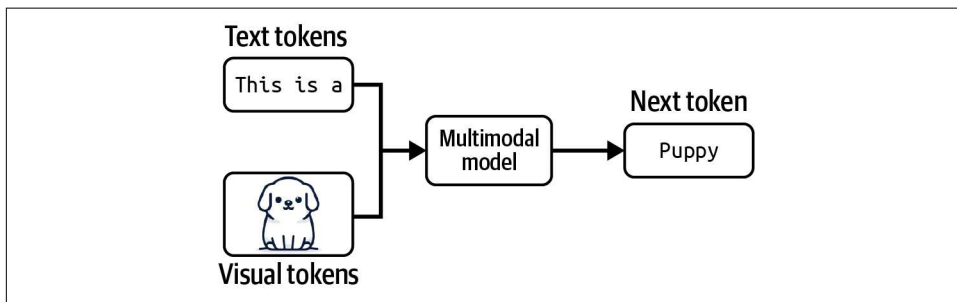 Text tokens
This is a
Next token
Multimodal
model
Puppy
Visual tokens